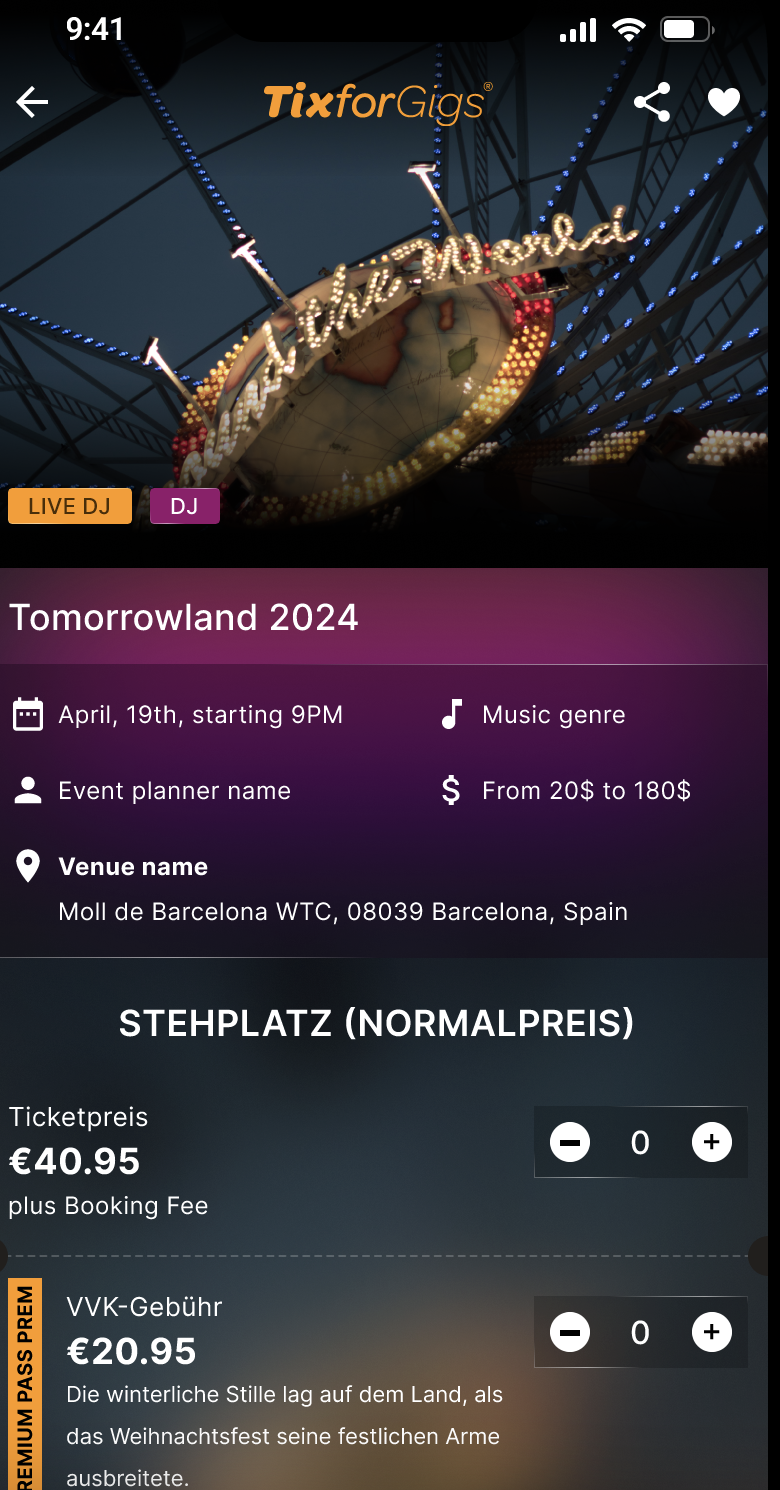 9:41
TixforGigs®
the World
LIVE DJ
DJ
Tomorrowland 2024
April, 19th, starting 9PM
Music genre
Event planner name
From 20$ to 180$
Venue name
Moll de Barcelona WTC, 08039 Barcelona, Spain
STEHPLATZ (NORMALPREIS)
Ticketpreis
€40.95
0
plus Booking Fee
VVK-Gebühr
€20.95
0
Die winterliche Stille lag auf dem Land, als
das Weihnachtsfest seine festlichen Arme
ausbreitete.
REMIUM PASS PREM